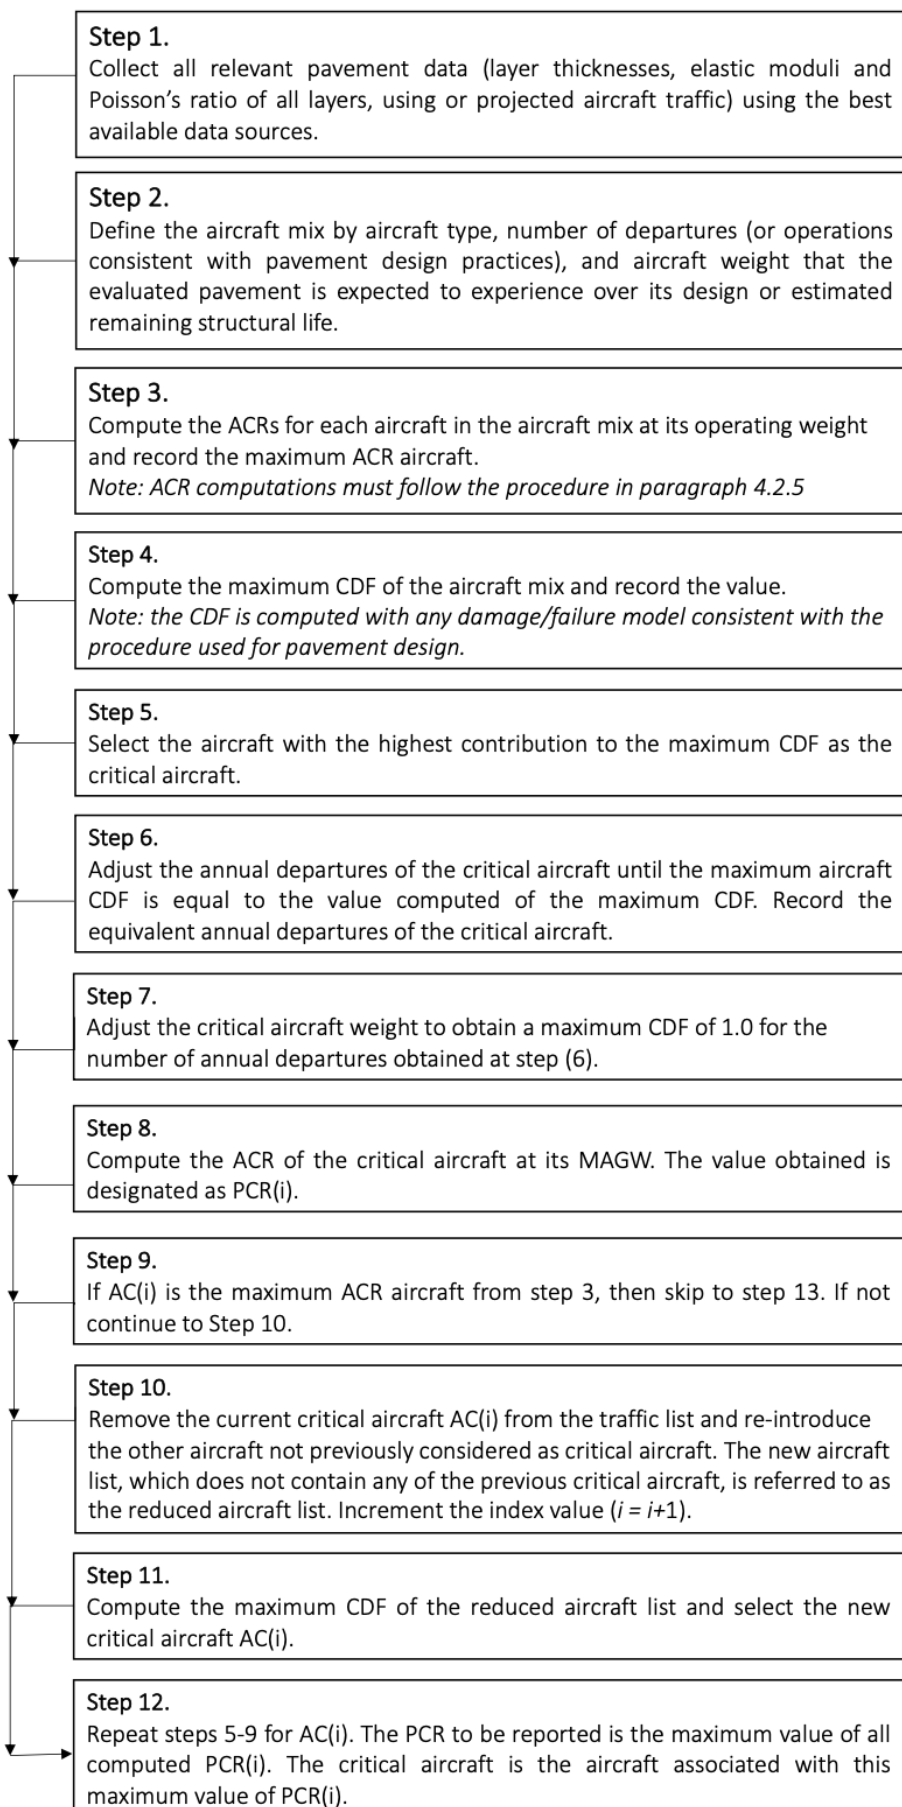 Step 1.
Collect all relevant pavement data (layer thicknesses, elastic moduli and
Poisson's ratio of all layers, using or projected aircraft traffic) using the best
available data sources.
Step 2.
Define the aircraft mix by aircraft type, number of departures (or operations
consistent with pavement design practices), and aircraft weight that the
evaluated pavement is expected to experience over its design or estimated
remaining structural life.
Step 3.
Compute the ACRs for each aircraft in the aircraft mix at its operating weight
and record the maximum ACR aircraft.
Note: ACR computations must follow the procedure in paragraph 4.2.5
Step 4.
Compute the maximum CDF of the aircraft mix and record the value.
Note: the CDF is computed with any damage/failure model consistent with the
procedure used for pavement design.
Step 5.
Select the aircraft with the highest contribution to the maximum CDF as the
critical aircraft.
Step 6.
Adjust the annual departures of the critical aircraft until the maximum aircraft
CDF is equal to the value computed of the maximum CDF. Record the
equivalent annual departures of the critical aircraft.
Step 7.
Adjust the critical aircraft weight to obtain a maximum CDF of 1.0 for the
number of annual departures obtained at step (6).
Step 8.
Compute the ACR of the critical aircraft at its MAGW. The value obtained is
designated as PCR(i).
Step 9.
If AC(i) is the maximum ACR aircraft from step 3, then skip to step 13. If not
continue to Step 10.
Step 10.
Remove the current critical aircraft AC(i) from the traffic list and re-introduce
the other aircraft not previously considered as critical aircraft. The new aircraft
list, which does not contain any of the previous critical aircraft, is referred to as
the reduced aircraft list. Increment the index value (i = i+1).
Step 11.
Compute the maximum CDF of the reduced aircraft list and select the new
critical aircraft AC(i).
Step 12.
Repeat steps 5-9 for AC(i). The PCR to be reported is the maximum value of all
computed PCR(i). The critical aircraft is the aircraft associated with this
maximum value of PCR(i).